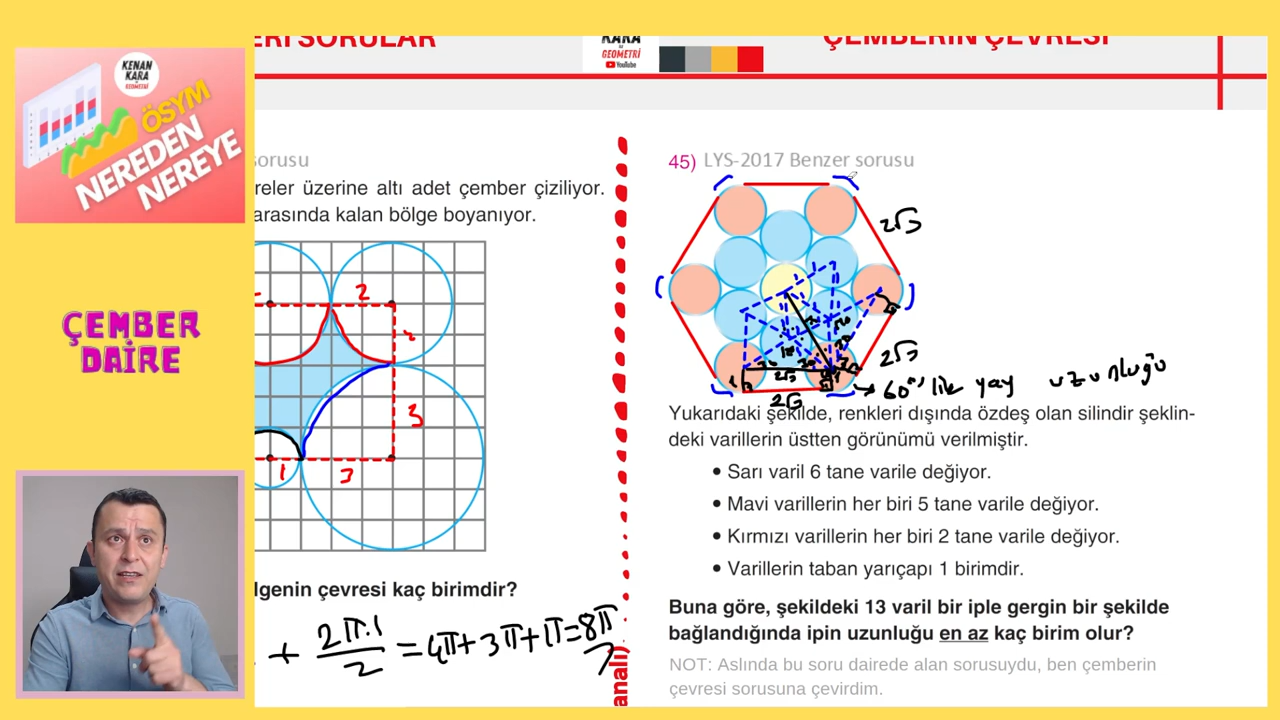 ERİ SORULAR
KARA
GEOMETRİ
YouTube
ÇEMBERİN ÇEVRESİ
KENAN
KARA
GEOMETRİ
ÖSYM
NEREDEN
NEREYE
ÇEMBER
DAİRE
sorusu
reler üzerine altı adet çember çiziliyor.
arasında kalan bölge boyanıyor.
2
3
1
3
lgenin çevresi kaç birimdir?
+ 2π.1/2 = 4π+3π+1π=8π
analı)
45) LYS-2017 Benzer sorusu
2√3
2√3
2√3
2√3
60°'lik yay uzunluğu
Yukarıdaki şekilde, renkleri dışında özdeş olan silindir şeklin-
deki varillerin üstten görünümü verilmiştir.
• Sarı varil 6 tane varile değiyor.
• Mavi varillerin her biri 5 tane varile değiyor.
• Kırmızı varillerin her biri 2 tane varile değiyor.
• Varillerin taban yarıçapı 1 birimdir.
Buna göre, şekildeki 13 varil bir iple gergin bir şekilde
bağlandığında ipin uzunluğu en az kaç birim olur?
NOT: Aslında bu soru dairede alan sorusuydu, ben çemberin
çevresi sorusuna çevirdim.